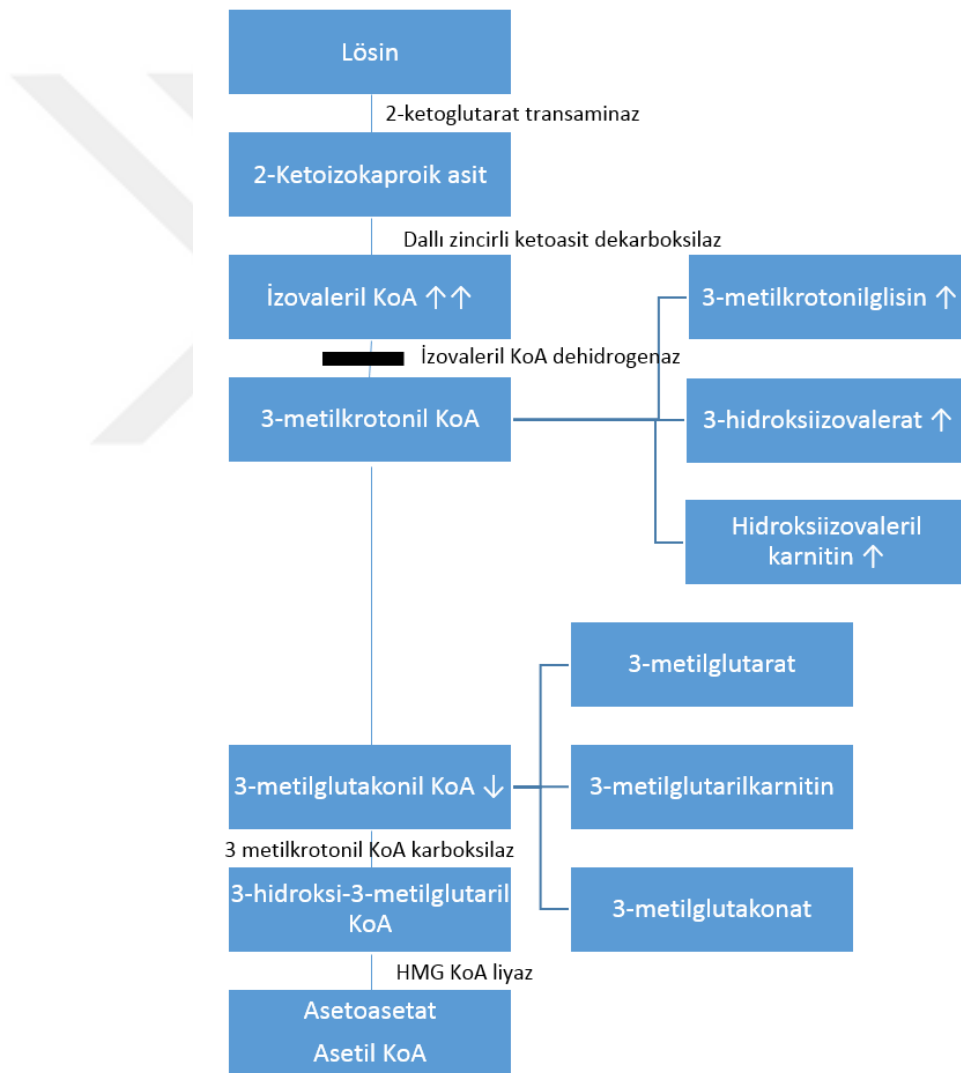 Lösin
2-ketoglutarat transaminaz
2-Ketoizokaproik asit
Dallı zincirli ketoasit dekarboksilaz
İzovaleril KoA ↑↑
3-metilkrotonilglisin ↑
İzovaleril KoA dehidrogenaz
3-metilkrotonil KoA
3-hidroksiizovalerat ↑
Hidroksiizovaleril
karnitin ↑
3-metilglutarat
3-metilglutakonil KoA ↓
3-metilglutarilkarnitin
3 metilkrotonil KoA karboksilaz
3-hidroksi-3-metilglutaril
KoA
3-metilglutakonat
HMG KoA liyaz
Asetoasetat
Asetil KoA